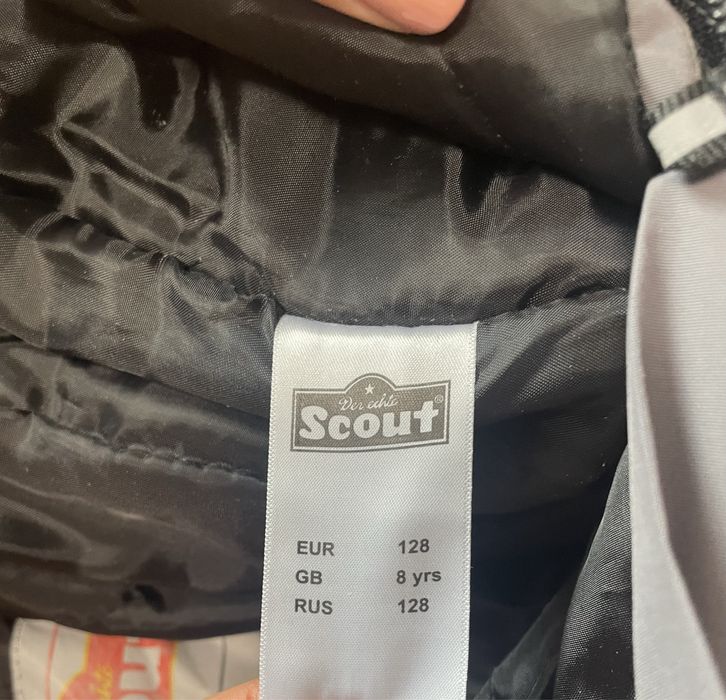 Der echte
Scout®
EUR 128
GB 8 yrs
RUS 128